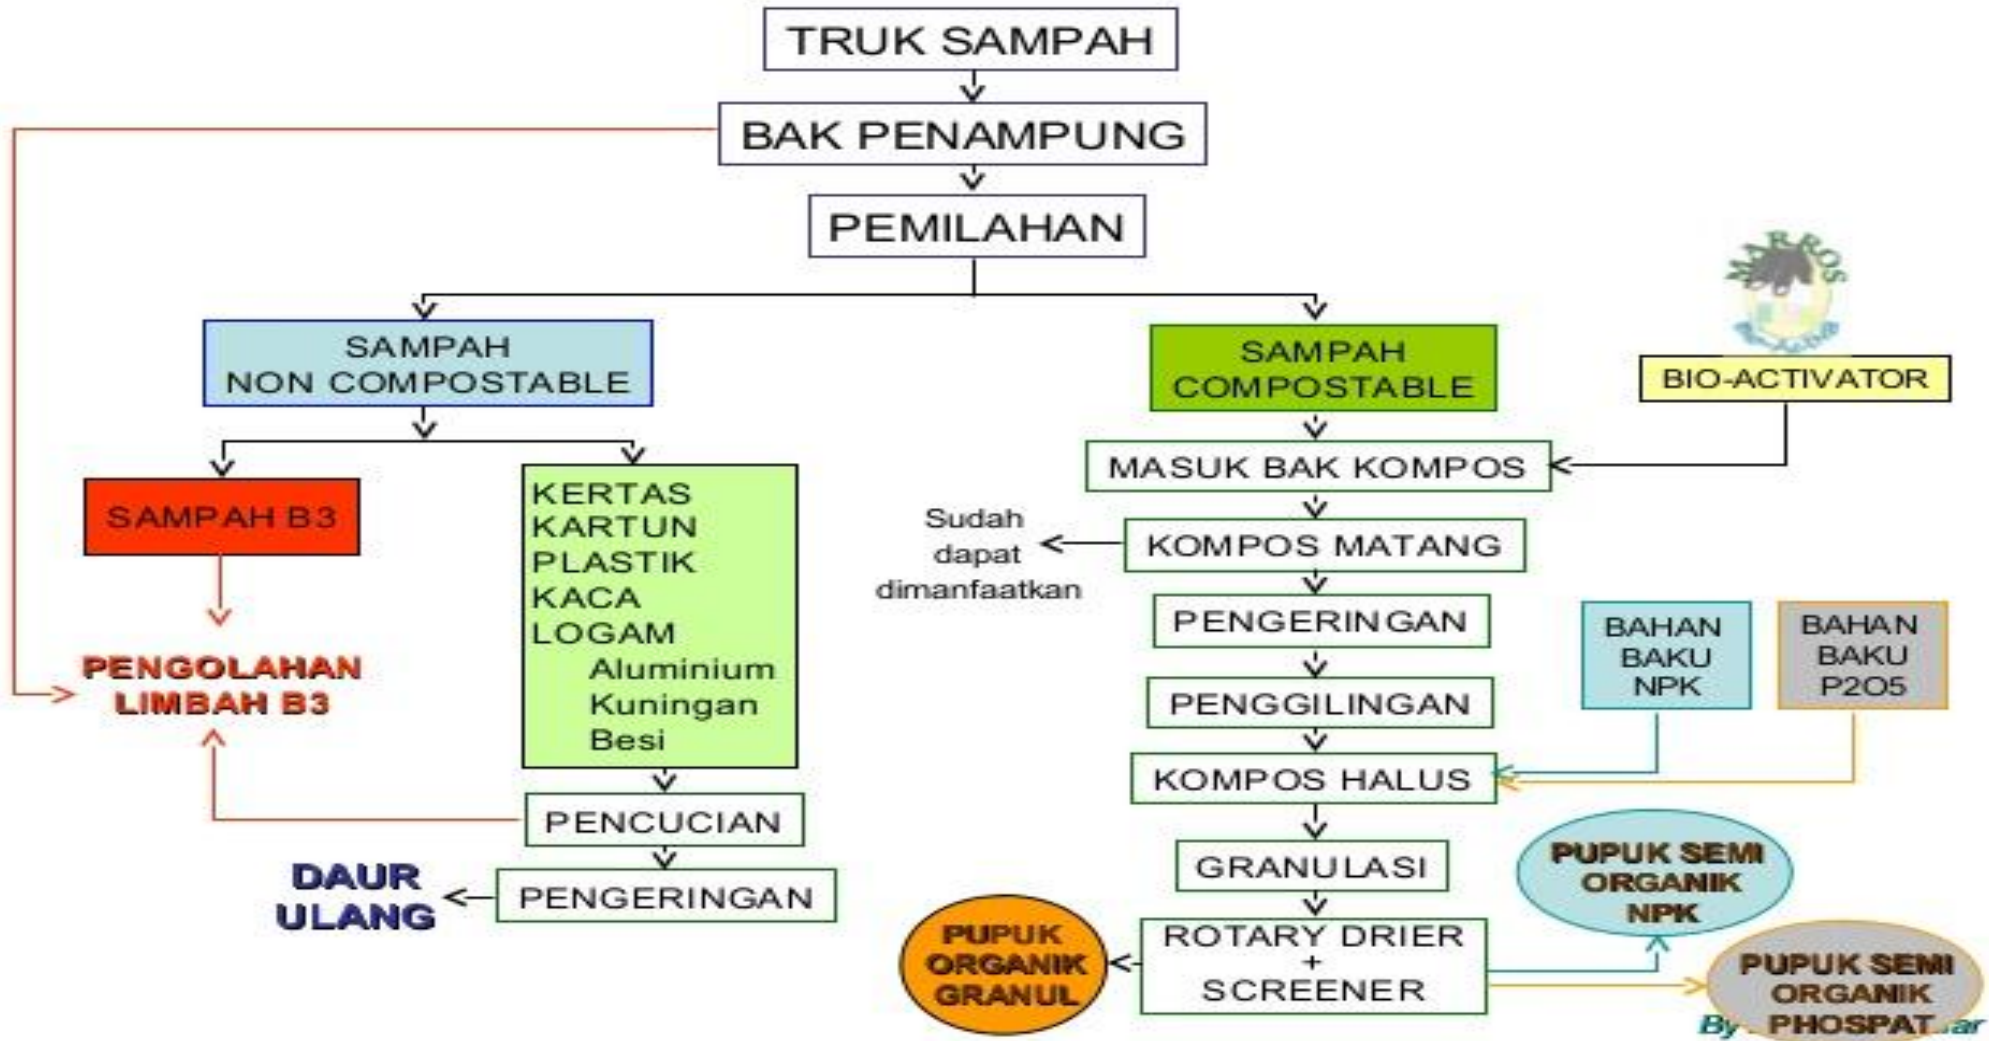 TRUK SAMPAH
BAK PENAMPUNG
PEMILAHAN
MARROS
SAMPAH
NON COMPOSTABLE
SAMPAH
COMPOSTABLE
BIO-ACTIVATOR
MASUK BAK KOMPOS
SAMPAH B3
KERTAS
KARTUN
PLASTIK
KACA
LOGAM
Aluminium
Kuningan
Besi
Sudah
dapat
dimanfaatkan
KOMPOS MATANG
PENGERINGAN
BAHAN
BAKU
NPK
BAHAN
BAKU
P2O5
PENGOLAHAN
LIMBAH B3
PENGGILINGAN
KOMPOS HALUS
PENCUCIAN
GRANULASI
PUPUK SEMI
ORGANIK
NPK
DAUR
ULANG
PENGERINGAN
PUPUK
ORGANIK
GRANUL
ROTARY DRIER
+
SCREENER
PUPUK SEMI
ORGANIK
PHOSPAT
By